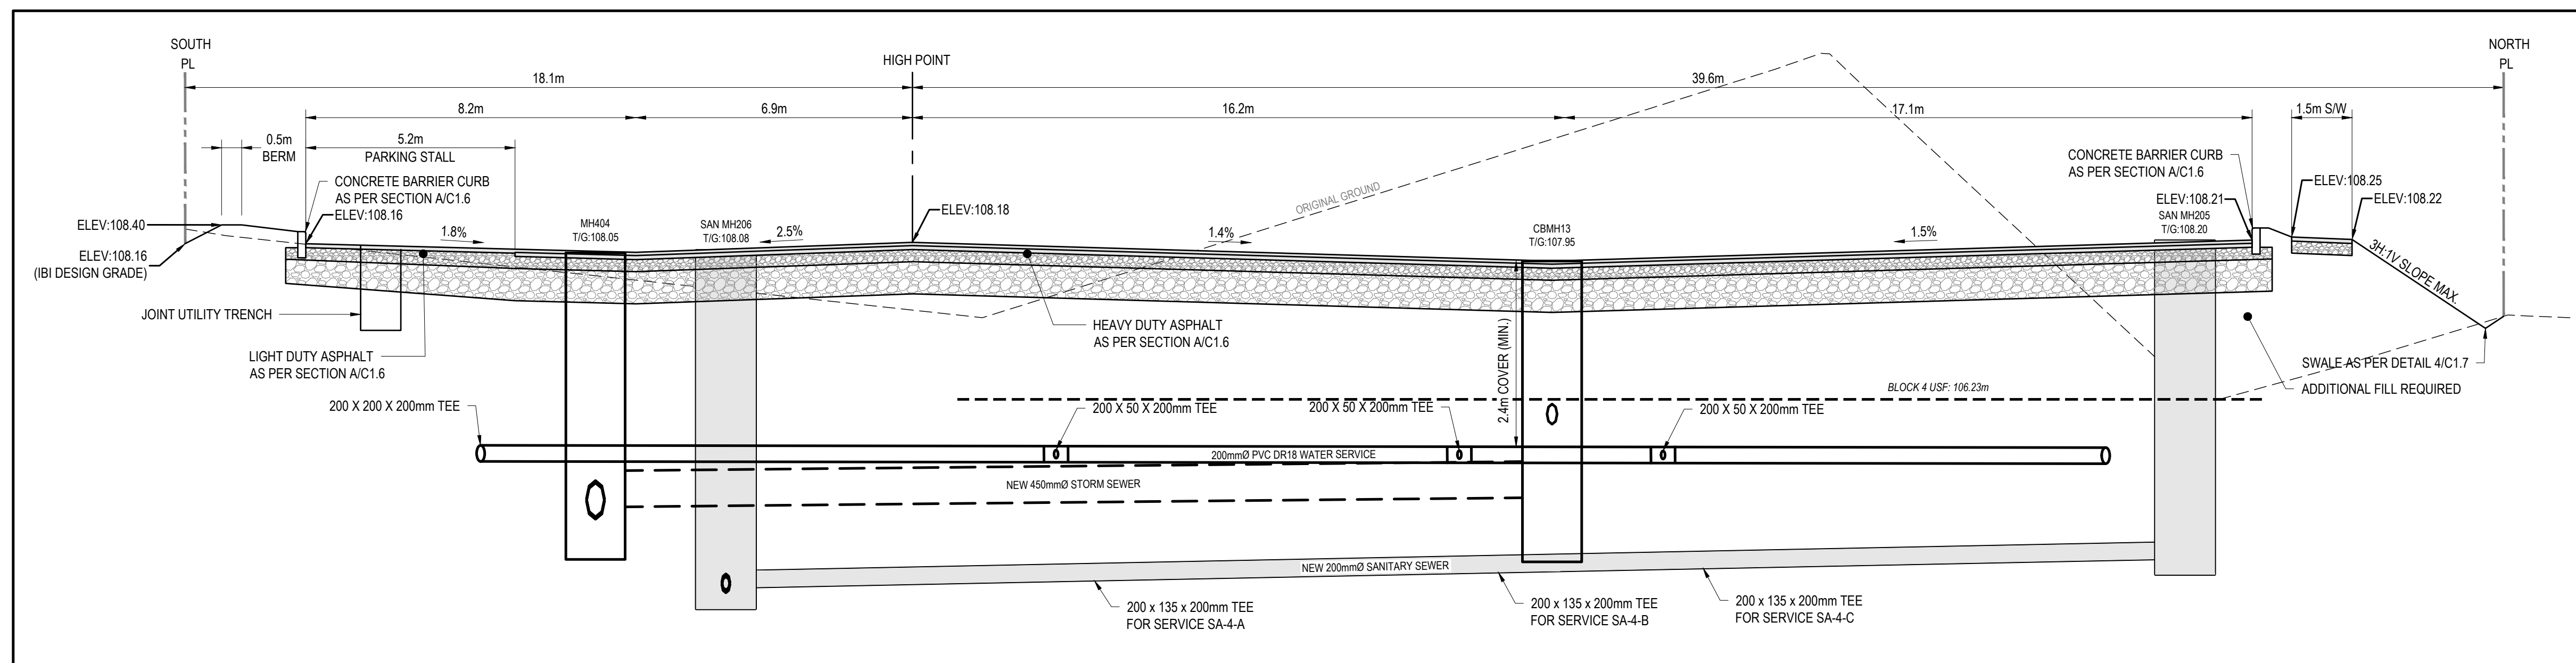 SOUTH
PL
HIGH POINT
NORTH
PL
18.1m
39.6m
8.2m
6.9m
16.2m
17.1m
1.5m S/W
0.5m
BERM
5.2m
PARKING STALL
CONCRETE BARRIER CURB
AS PER SECTION A/C1.6
ELEV:108.16
CONCRETE BARRIER CURB
AS PER SECTION A/C1.6
ELEV:108.21
SAN MH205
T/G:108.20
ELEV:108.25
ELEV:108.22
ELEV:108.40
ELEV:108.16
(IBI DESIGN GRADE)
1.8%
MH404
T/G:108.05
SAN MH206
T/G:108.08
2.5%
ELEV:108.18
1.4%
ORIGINAL GROUND
CBMH13
T/G:107.95
1.5%
3H:1V SLOPE MAX.
JOINT UTILITY TRENCH
LIGHT DUTY ASPHALT
AS PER SECTION A/C1.6
HEAVY DUTY ASPHALT
AS PER SECTION A/C1.6
2.4m COVER (MIN.)
SWALE AS PER DETAIL 4/C1.7
ADDITIONAL FILL REQUIRED
BLOCK 4 USF: 106.23m
200 X 200 X 200mm TEE
200 X 50 X 200mm TEE
200 X 50 X 200mm TEE
200 X 50 X 200mm TEE
200mmØ PVC DR18 WATER SERVICE
NEW 450mmØ STORM SEWER
NEW 200mmØ SANITARY SEWER
200 x 135 x 200mm TEE
FOR SERVICE SA-4-A
200 x 135 x 200mm TEE
FOR SERVICE SA-4-B
200 x 135 x 200mm TEE
FOR SERVICE SA-4-C